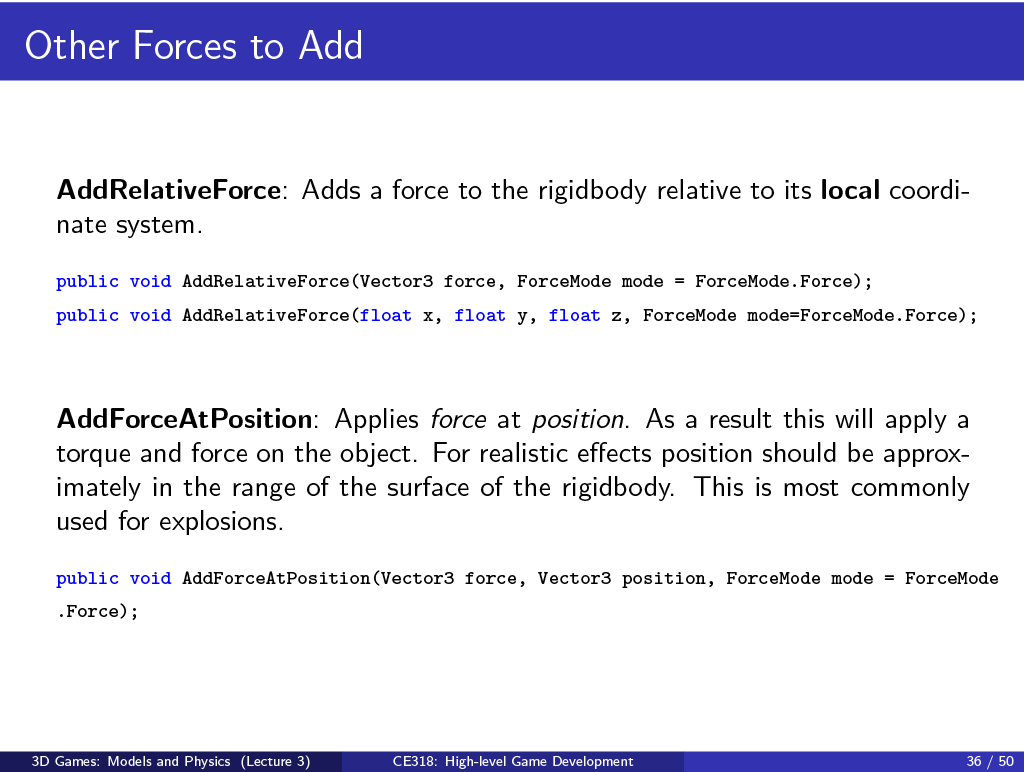 Other Forces to Add
AddRelativeForce: Adds a force to the rigidbody relative to its local coordi-
nate system.
public void AddRelativeForce(Vector3 force, ForceMode mode = ForceMode.Force);
public void AddRelativeForce(float x, float y, float z, ForceMode mode=ForceMode.Force);
AddForceAtPosition: Applies force at position. As a result this will apply a
torque and force on the object. For realistic effects position should be approx-
imately in the range of the surface of the rigidbody. This is most commonly
used for explosions.
public void AddForceAtPosition(Vector3 force, Vector3 position, ForceMode mode = ForceMode
.Force);
3D Games: Models and Physics (Lecture 3) CE318: High-level Game Development 36 / 50